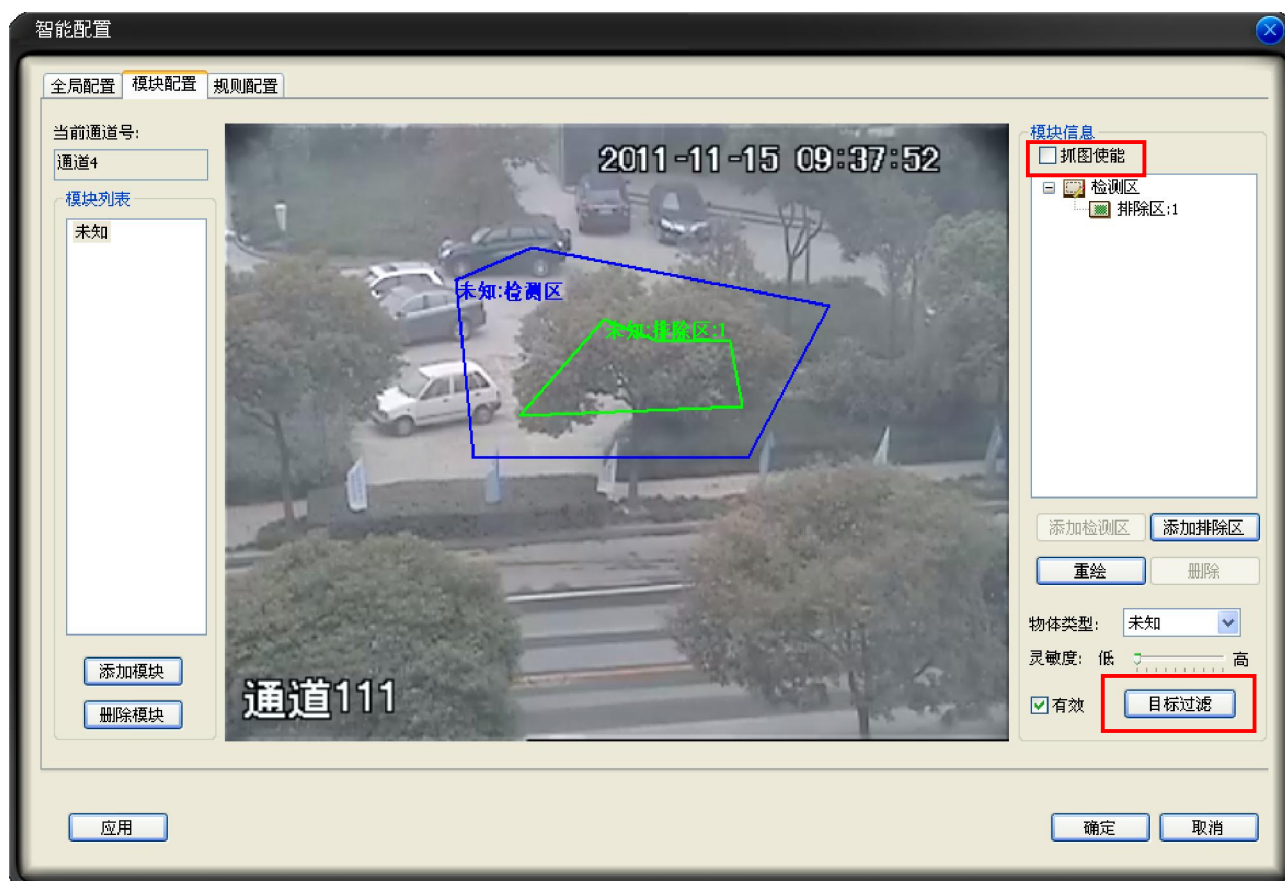 智能配置
全局配置 模块配置 规则配置
当前通道号:
通道4
模块列表
未知
添加模块
删除模块
2011-11-15 09:37:52
未知:检测区
未知:排除区:1
通道111
模块信息
抓图使能
检测区
排除区:1
添加检测区 添加排除区
重绘 删除
物体类型: 未知
灵敏度: 低 高
有效 目标过滤
应用 确定 取消